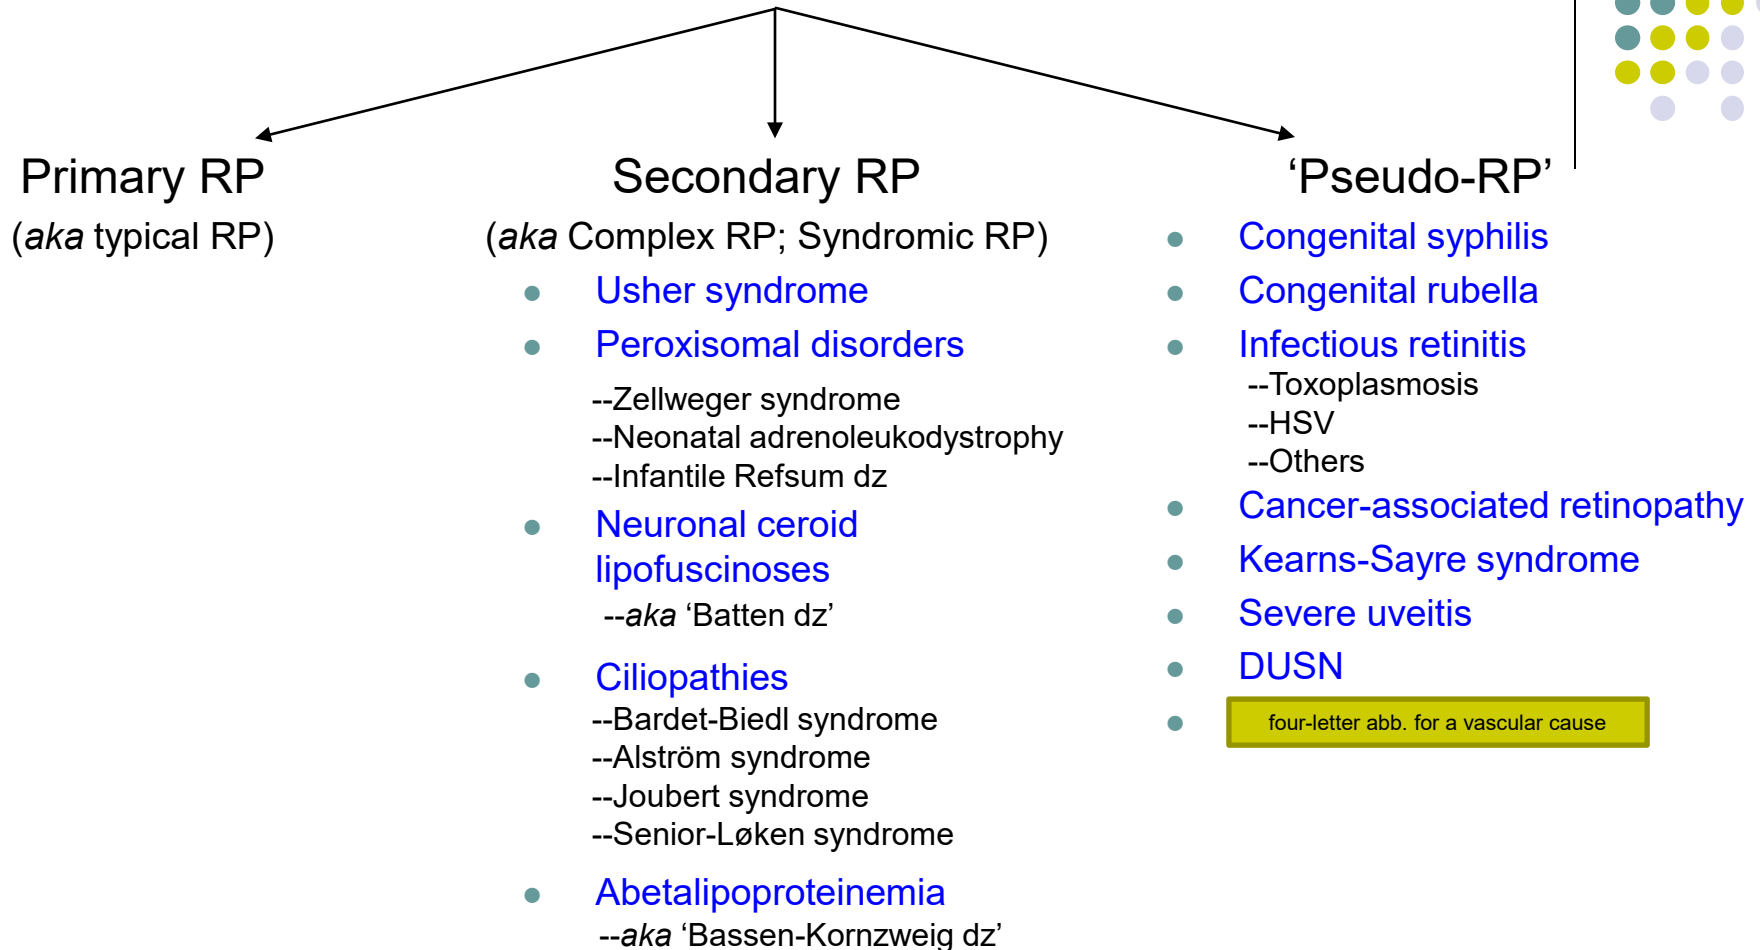 Primary RP
(aka typical RP)
Secondary RP
(aka Complex RP; Syndromic RP)
Usher syndrome
Peroxisomal disorders
--Zellweger syndrome
--Neonatal adrenoleukodystrophy
--Infantile Refsum dz
Neuronal ceroid
lipofuscinoses
--aka ‘Batten dz’
Ciliopathies
--Bardet-Biedl syndrome
--Alström syndrome
--Joubert syndrome
--Senior-Løken syndrome
Abetalipoproteinemia
--aka ‘Bassen-Kornzweig dz’
‘Pseudo-RP’
Congenital syphilis
Congenital rubella
Infectious retinitis
--Toxoplasmosis
--HSV
--Others
Cancer-associated retinopathy
Kearns-Sayre syndrome
Severe uveitis
DUSN
four-letter abb. for a vascular cause